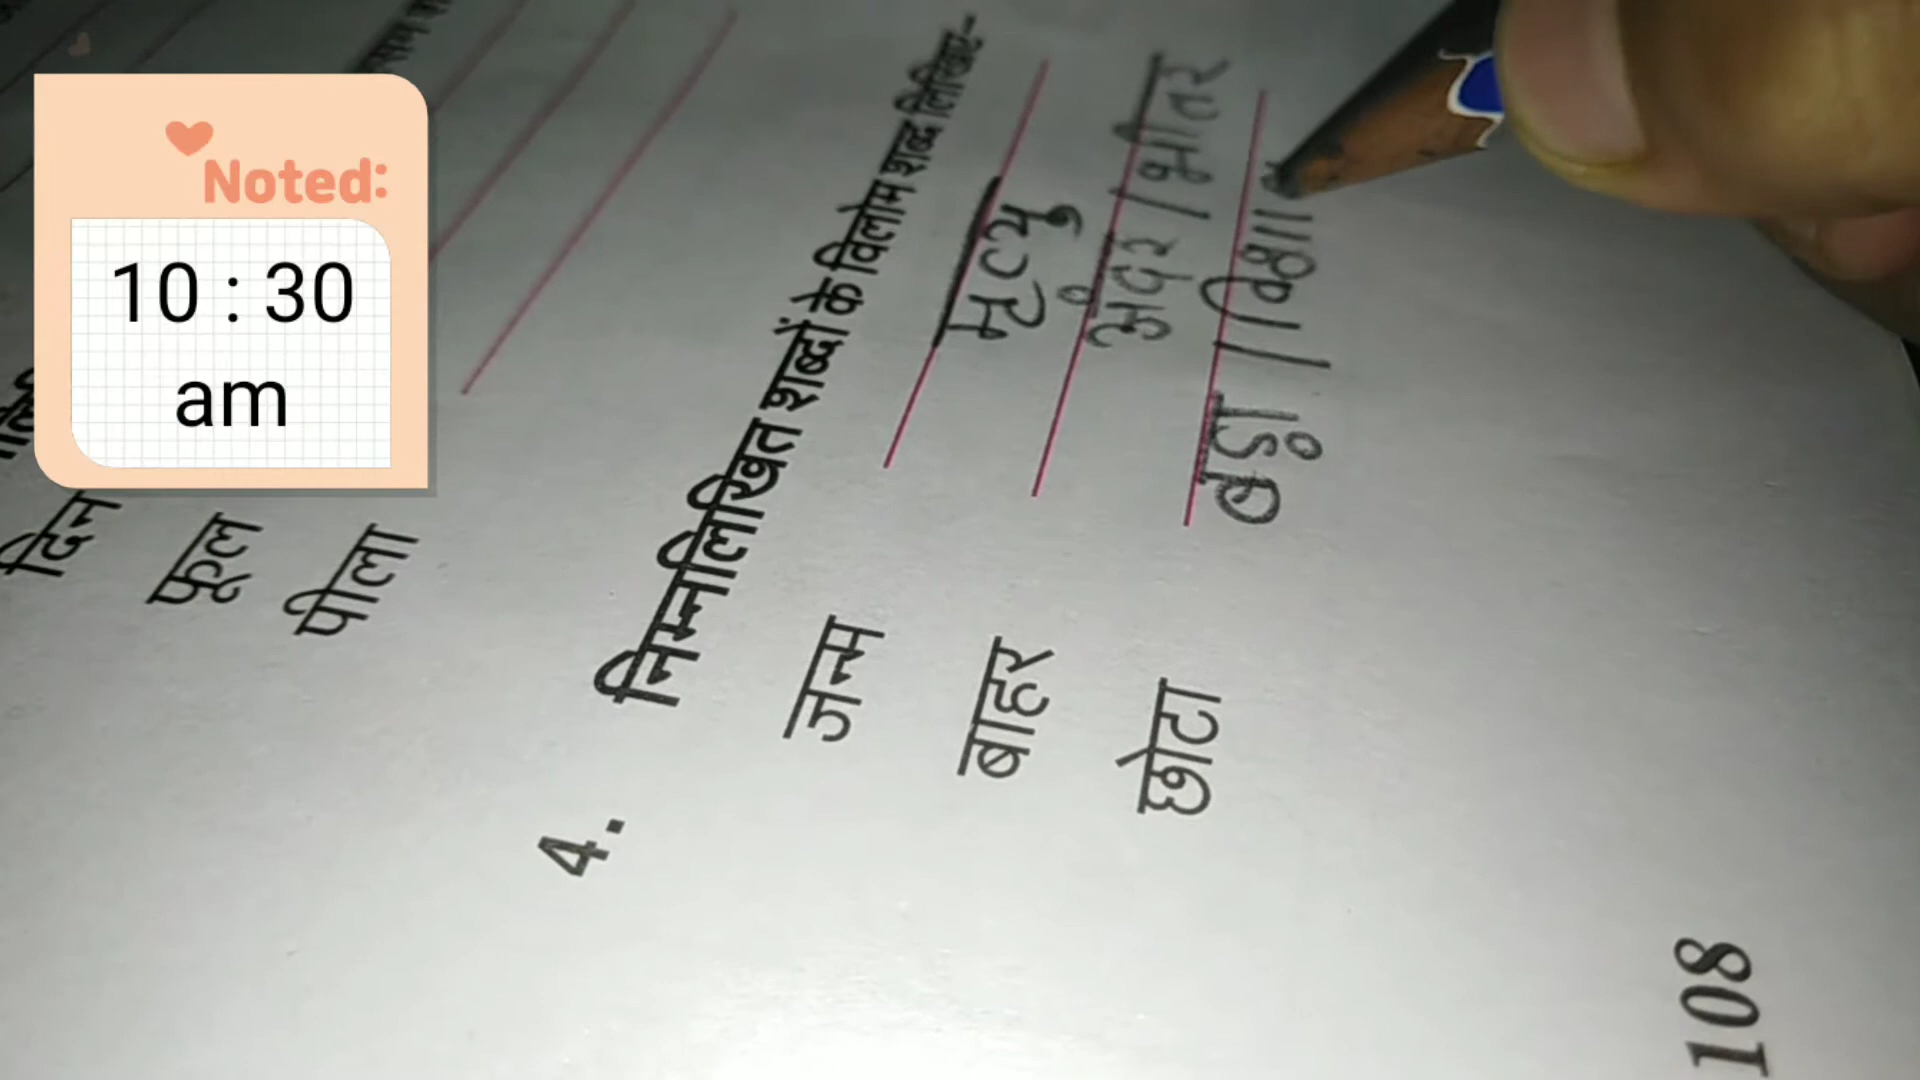 Noted:
10 : 30
am
दिन
फूल
पीला
4. निम्नलिखित शब्दों के विलोम शब्द लिखिए-
जन्म मृत्यु
बाहर अंदर / भीतर
छोटा बड़ा /
108